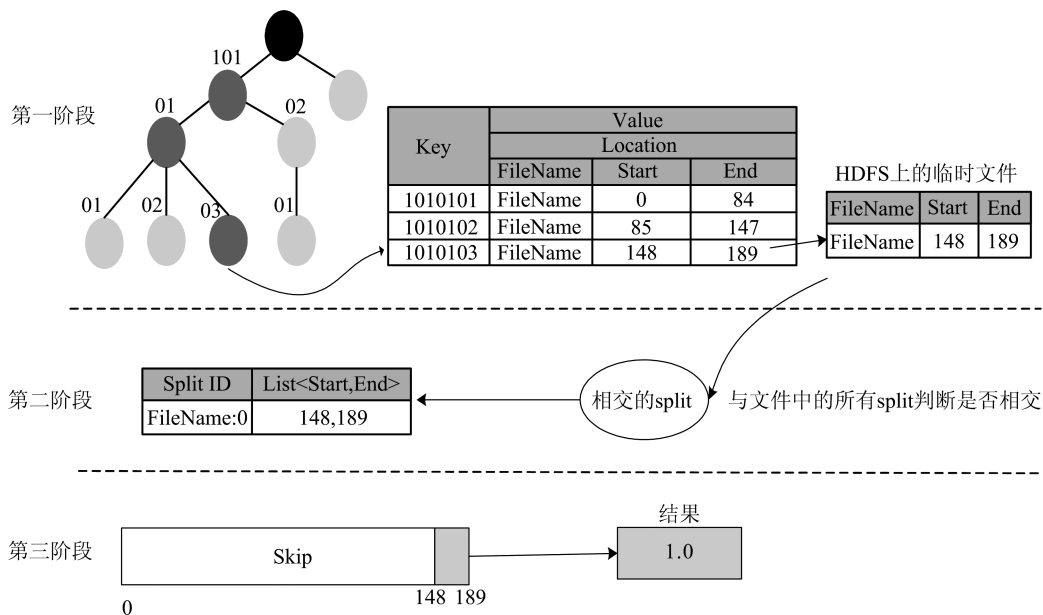 101
第一阶段
01
02
01
02
03
01
Key
Value
Location
FileName Start End
1010101 FileName 0 84
1010102 FileName 85 147
1010103 FileName 148 189
HDFS上的临时文件
FileName Start End
FileName 148 189
第二阶段
Split ID List<Start,End>
FileName:0 148,189
相交的split
与文件中的所有split判断是否相交
第三阶段
Skip
0
148
189
结果
1.0